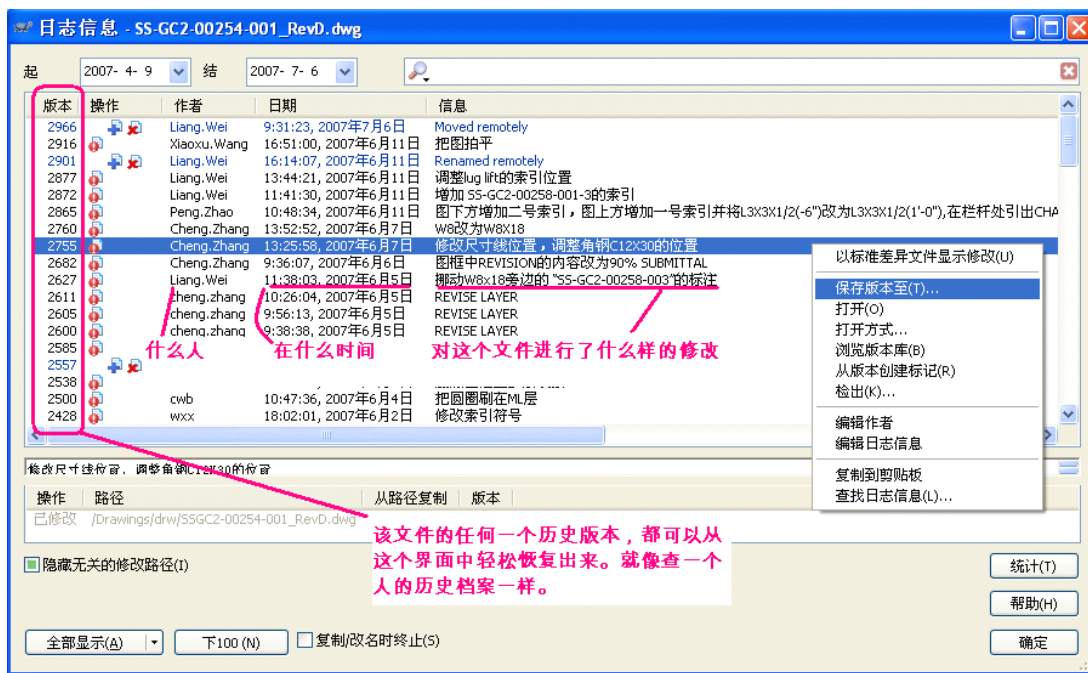 日志信息 - SS-GC2-00254-001_RevD.dwg
起 2007- 4- 9 结 2007- 7- 6
版本 操作 作者 日期 信息
2966 Liang.Wei 9:31:23, 2007年7月6日 Moved remotely
2916 Xiaoxu.Wang 16:51:00, 2007年6月11日 把图拍平
2901 Liang.Wei 16:14:07, 2007年6月11日 Renamed remotely
2877 Liang.Wei 13:44:21, 2007年6月11日 调整lug lift的索引位置
2872 Liang.Wei 11:41:30, 2007年6月11日 增加 SS-GC2-00258-001-3的索引
2865 Peng.Zhao 10:48:34, 2007年6月11日 图下方增加二号索引，图上方增加一号索引并将L3X3X1/2(-6")改为L3X3X1/2(1'-0"),在栏杆处引出CHA
2760 Cheng.Zhang 13:52:52, 2007年6月7日 W8改为W8X18
2755 Cheng.Zhang 13:25:58, 2007年6月7日 修改尺寸线位置，调整角钢C12X30的位置
2682 Cheng.Zhang 9:36:07, 2007年6月6日 图框中REVISION的内容改为90% SUBMITTAL
2627 Liang.Wei 11:38:03, 2007年6月5日 挪动W8x18旁边的 "SS-GC2-00258-003"的标注
2611 zheng.zhang 10:26:04, 2007年6月5日 REVISE LAYER
2605 cheng.zhang 9:56:13, 2007年6月5日 REVISE LAYER
2600 cheng.zhang 9:38:38, 2007年6月5日 REVISE LAYER
2585
什么人 在什么时间 对这个文件进行了什么样的修改
2557
2538
2500 cwb 10:47:36, 2007年6月4日 把圆圈刷在ML层
2428 wxx 18:02:01, 2007年6月2日 修改索引符号
以标准差异文件显示修改(U)
保存版本至(T)...
打开(O)
打开方式...
浏览版本库(B)
从版本创建标记(R)
检出(K)...
编辑作者
编辑日志信息
复制到剪贴板
查找日志信息(L)...
修改尺寸线位置，调整角钢C12X30的位置
操作 路径 从路径复制 版本
已修改 /Drawings/drw/SSGC2-00254-001_RevD.dwg
该文件的任何一个历史版本，都可以从
这个界面中轻松恢复出来。就像查一个
人的历史档案一样。
隐藏无关的修改路径(I)
统计(T)
帮助(H)
全部显示(A) 下100 (N) 复制/改名时终止(S) 确定